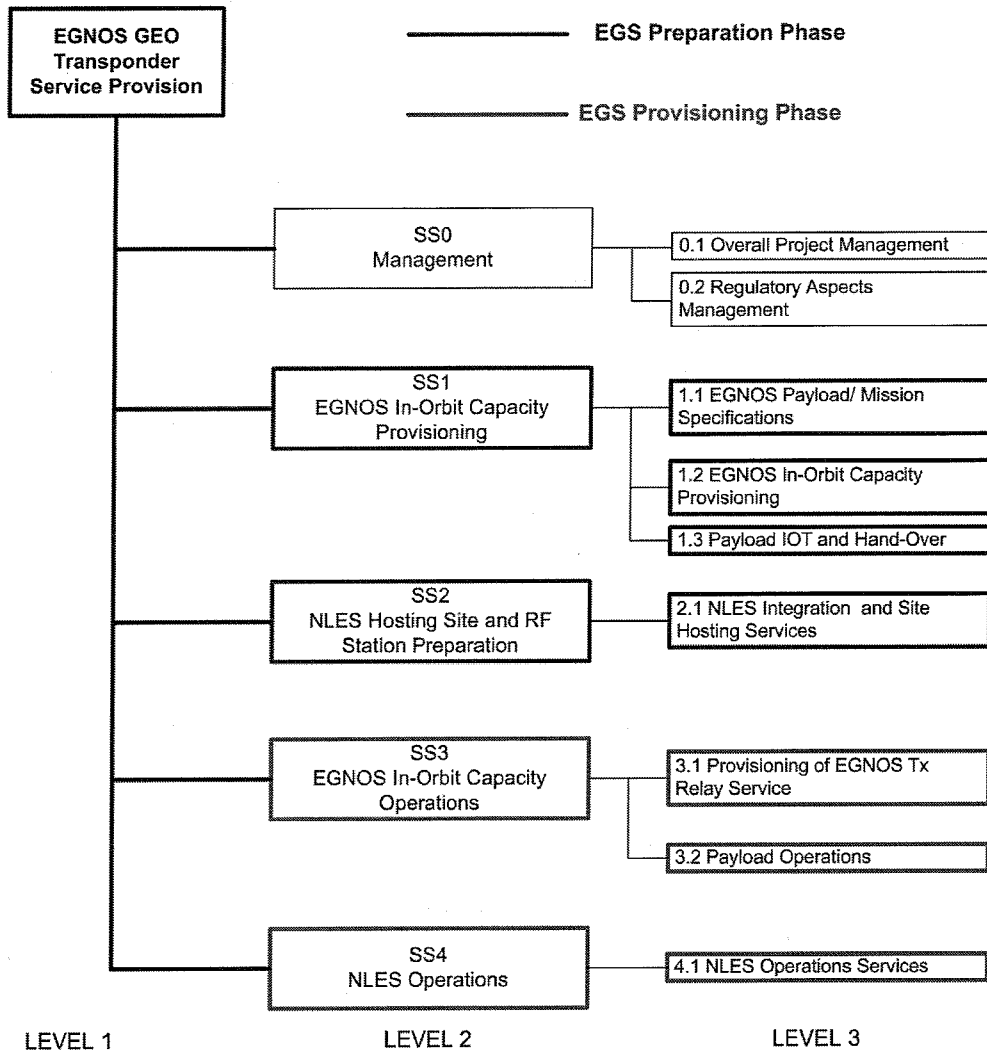 EGNOS GEO
Transponder
Service Provision
EGS Preparation Phase
EGS Provisioning Phase
SS0
Management
0.1 Overall Project Management
0.2 Regulatory Aspects
Management
SS1
EGNOS In-Orbit Capacity
Provisioning
1.1 EGNOS Payload/ Mission
Specifications
1.2 EGNOS In-Orbit Capacity
Provisioning
1.3 Payload IOT and Hand-Over
SS2
NLES Hosting Site and RF
Station Preparation
2.1 NLES Integration and Site
Hosting Services
SS3
EGNOS In-Orbit Capacity
Operations
3.1 Provisioning of EGNOS Tx
Relay Service
3.2 Payload Operations
SS4
NLES Operations
4.1 NLES Operations Services
LEVEL 1
LEVEL 2
LEVEL 3